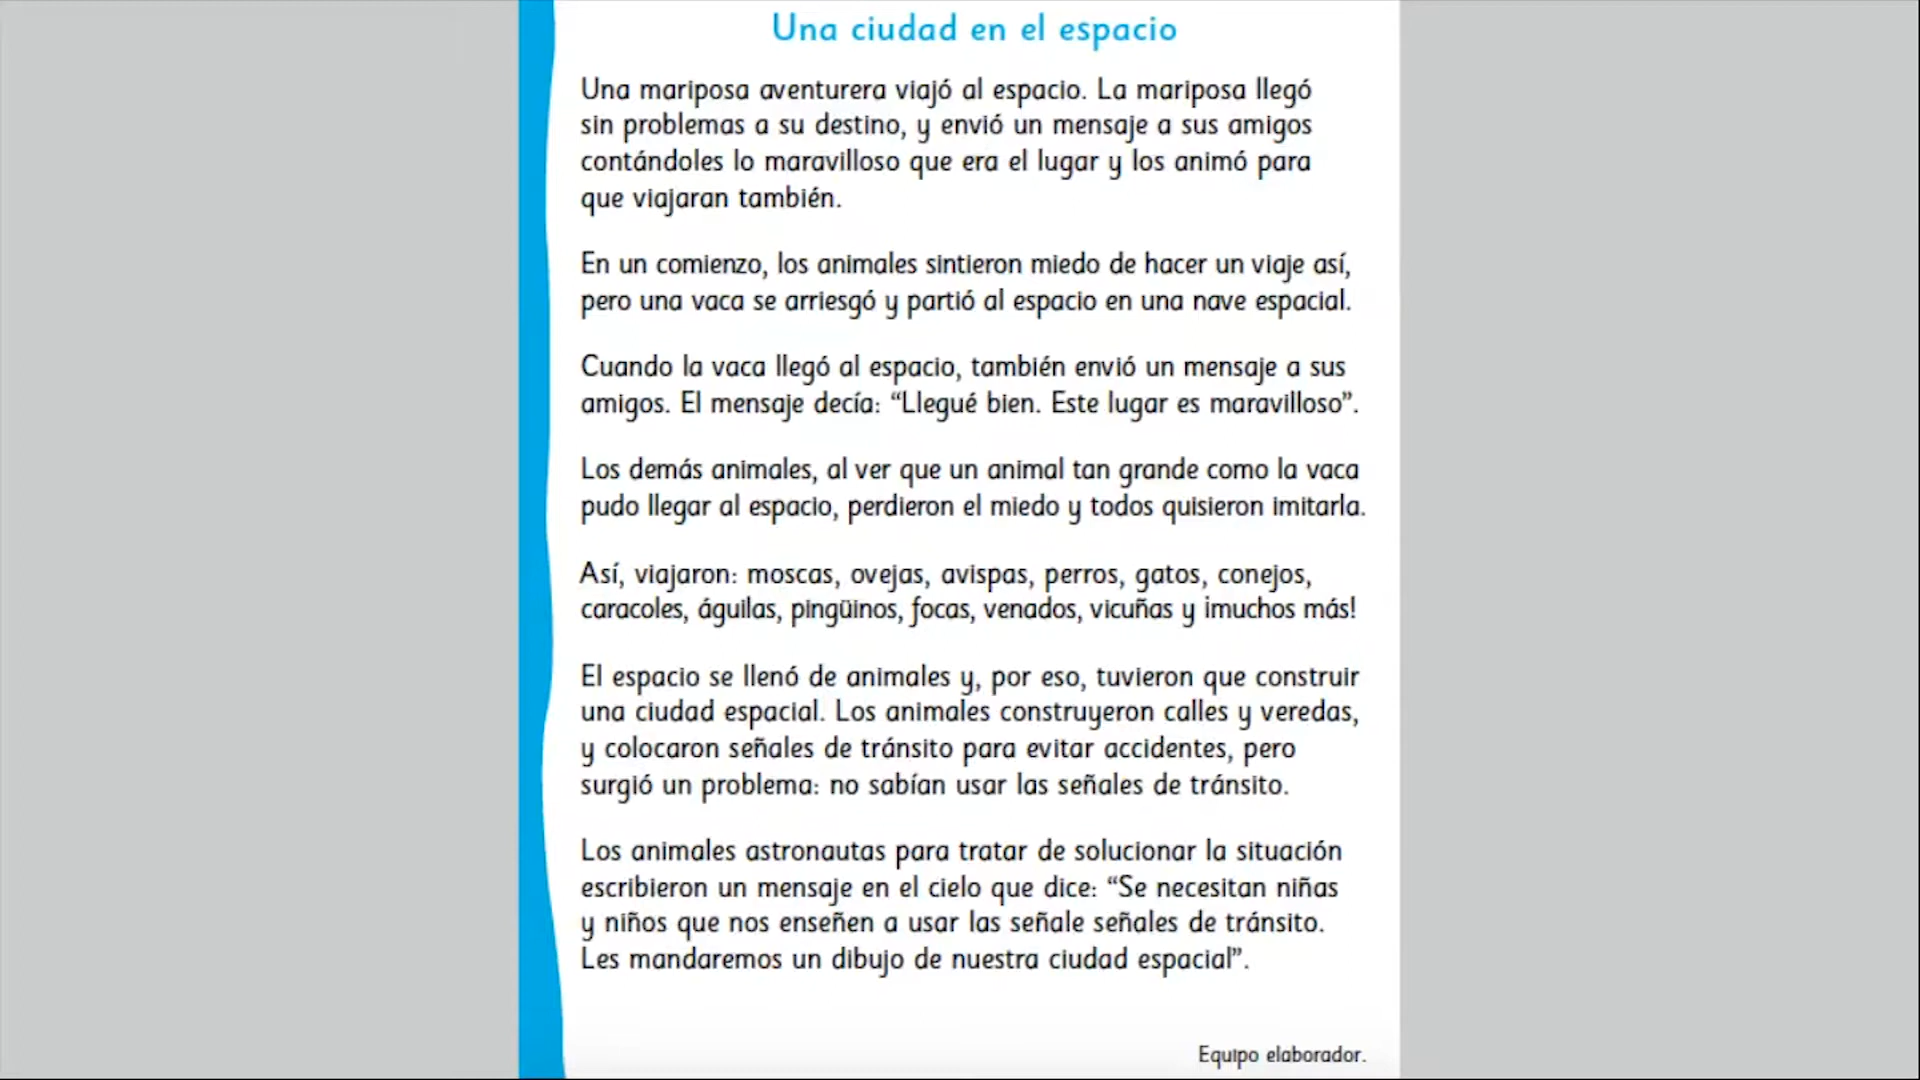 Una ciudad en el espacio
Una mariposa aventurera viajó al espacio. La mariposa llegó
sin problemas a su destino, y envió un mensaje a sus amigos
contándoles lo maravilloso que era el lugar y los animó para
que viajaran también.
En un comienzo, los animales sintieron miedo de hacer un viaje así,
pero una vaca se arriesgó y partió al espacio en una nave espacial.
Cuando la vaca llegó al espacio, también envió un mensaje a sus
amigos. El mensaje decía: “Llegué bien. Este lugar es maravilloso”.
Los demás animales, al ver que un animal tan grande como la vaca
pudo llegar al espacio, perdieron el miedo y todos quisieron imitarla.
Así, viajaron: moscas, ovejas, avispas, perros, gatos, conejos,
caracoles, águilas, pingüinos, focas, venados, vicuñas y ¡muchos más!
El espacio se llenó de animales y, por eso, tuvieron que construir
una ciudad espacial. Los animales construyeron calles y veredas,
y colocaron señales de tránsito para evitar accidentes, pero
surgió un problema: no sabían usar las señales de tránsito.
Los animales astronautas para tratar de solucionar la situación
escribieron un mensaje en el cielo que dice: “Se necesitan niñas
y niños que nos enseñen a usar las señale señales de tránsito.
Les mandaremos un dibujo de nuestra ciudad espacial”.
Equipo elaborador.